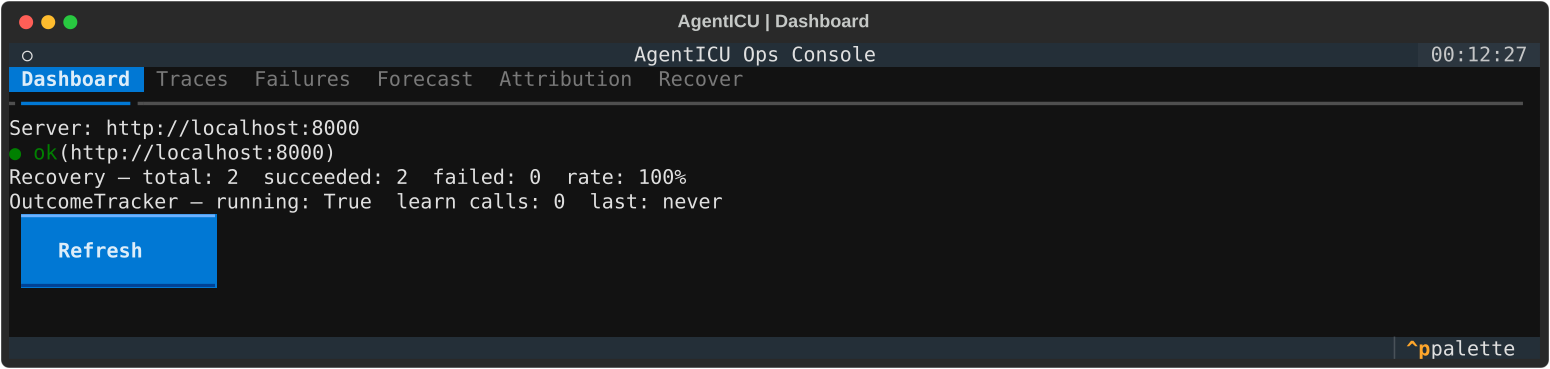 AgentICU | Dashboard
○ AgentICU Ops Console 00:12:27
Dashboard Traces Failures Forecast Attribution Recover
Server: http://localhost:8000
● ok(http://localhost:8000)
Recovery — total: 2 succeeded: 2 failed: 0 rate: 100%
OutcomeTracker — running: True learn calls: 0 last: never
Refresh
^ppalette